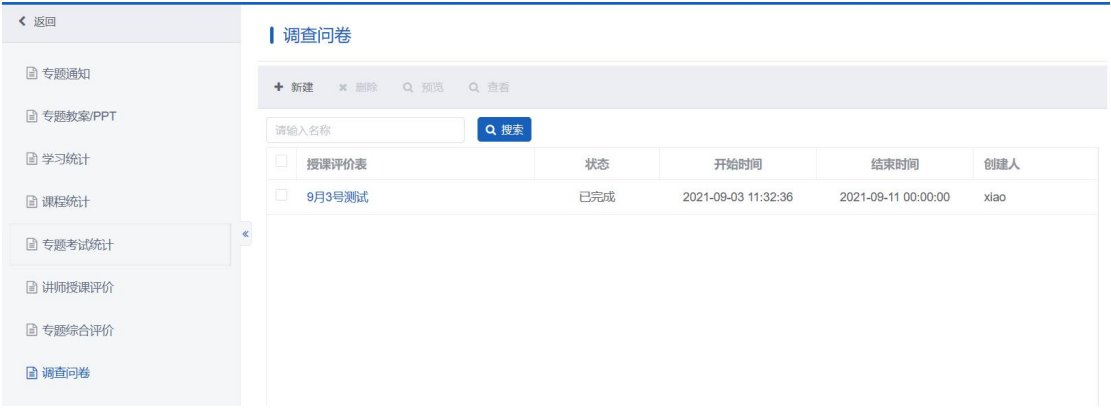 返回
专题通知
专题教案/PPT
学习统计
课程统计
专题考试统计
讲师授课评价
专题综合评价
调查问卷
调查问卷
新建 删除 预览 查看
请输入名称 搜索
授课评价表 状态 开始时间 结束时间 创建人
9月3号测试 已完成 2021-09-03 11:32:36 2021-09-11 00:00:00 xiao